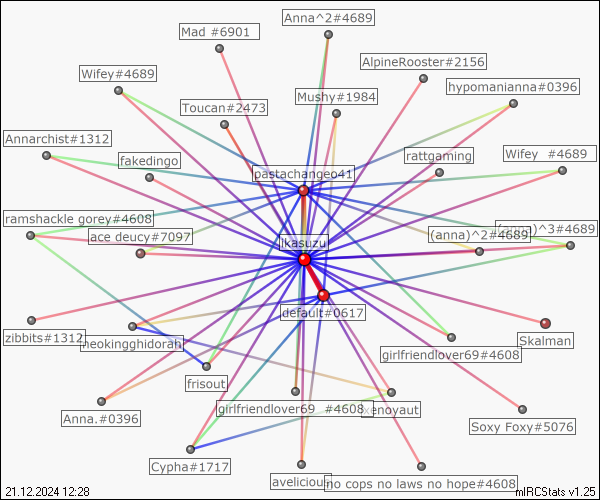 Anna^2#4689
Mad #6901
AlpineRooster#2156
Wifey#4689
hypomanianna#0396
Mushy#1984
Toucan#2473
Annarchist#1312
fakedingo
rattgaming
Wifey #4689
pastachangeo41
ramshackle gorey#4608
ace deucy#7097
(anna)^2#4689
(anna)^3#4689
ikasuzu
default#0617
zibbits#1312
neokingghidorah
Skalman
girlfriendlover69#4608
frisout
girlfriendlover69 #4608
xenoyaut
Anna.#0396
Soxy Foxy#5076
Cypha#1717
avelicious
no cops no laws no hope#4608
21.12.2024 12:28
mIRCStats v1.25